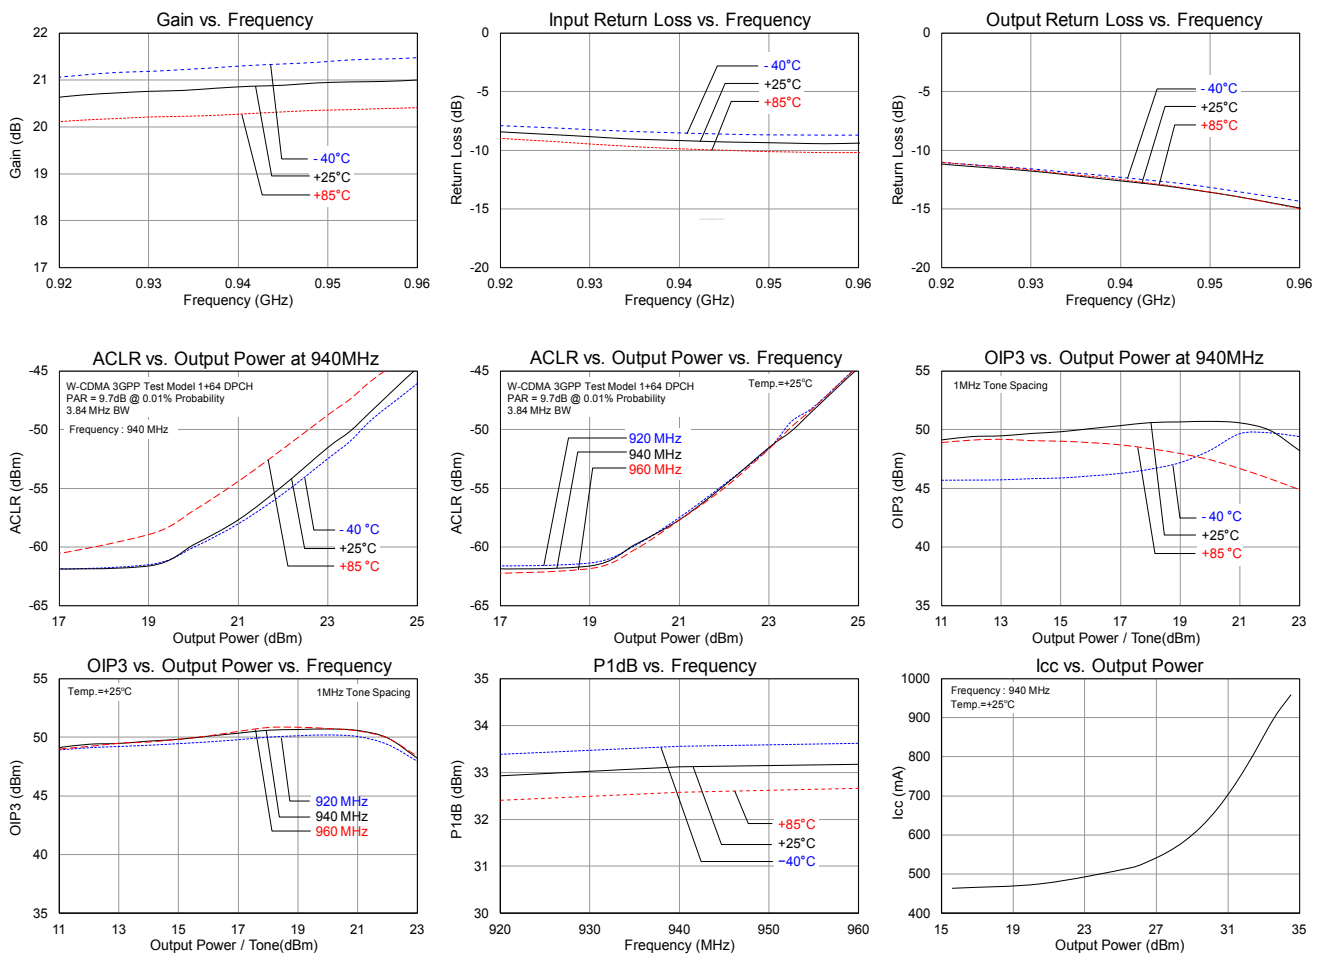 Gain vs. Frequency
22
21
20
19
18
17
Gain (dB)
- 40°C
+25°C
+85°C
0.92
0.93
0.94
0.95
0.96
Frequency (GHz)
Input Return Loss vs. Frequency
0
-5
-10
-15
-20
Return Loss (dB)
- 40°C
+25°C
+85°C
0.92
0.93
0.94
0.95
0.96
Frequency (GHz)
Output Return Loss vs. Frequency
0
-5
-10
-15
-20
Return Loss (dB)
- 40°C
+25°C
+85°C
0.92
0.93
0.94
0.95
0.96
Frequency (GHz)
ACLR vs. Output Power at 940MHz
-45
-50
-55
-60
-65
ACLR (dBm)
W-CDMA 3GPP Test Model 1+64 DPCH
PAR = 9.7dB @ 0.01% Probability
3.84 MHz BW
Frequency : 940 MHz
- 40 °C
+25°C
+85 °C
17
19
21
23
25
Output Power (dBm)
ACLR vs. Output Power vs. Frequency
-45
-50
-55
-60
-65
ACLR (dBm)
W-CDMA 3GPP Test Model 1+64 DPCH
PAR = 9.7dB @ 0.01% Probability
3.84 MHz BW
Temp.=+25°C
920 MHz
940 MHz
960 MHz
17
19
21
23
25
Output Power (dBm)
OIP3 vs. Output Power at 940MHz
55
50
45
40
35
OIP3 (dBm)
1MHz Tone Spacing
- 40 °C
+25°C
+85 °C
11
13
15
17
19
21
23
Output Power / Tone(dBm)
OIP3 vs. Output Power vs. Frequency
55
50
45
40
35
OIP3 (dBm)
Temp.=+25°C
1MHz Tone Spacing
920 MHz
940 MHz
960 MHz
11
13
15
17
19
21
23
Output Power / Tone(dBm)
P1dB vs. Frequency
35
34
33
32
31
30
P1dB (dBm)
+85°C
+25°C
−40°C
920
930
940
950
960
Frequency (MHz)
Icc vs. Output Power
1000
900
800
700
600
500
400
Icc (mA)
Frequency : 940 MHz
Temp.=+25°C
15
19
23
27
31
35
Output Power (dBm)